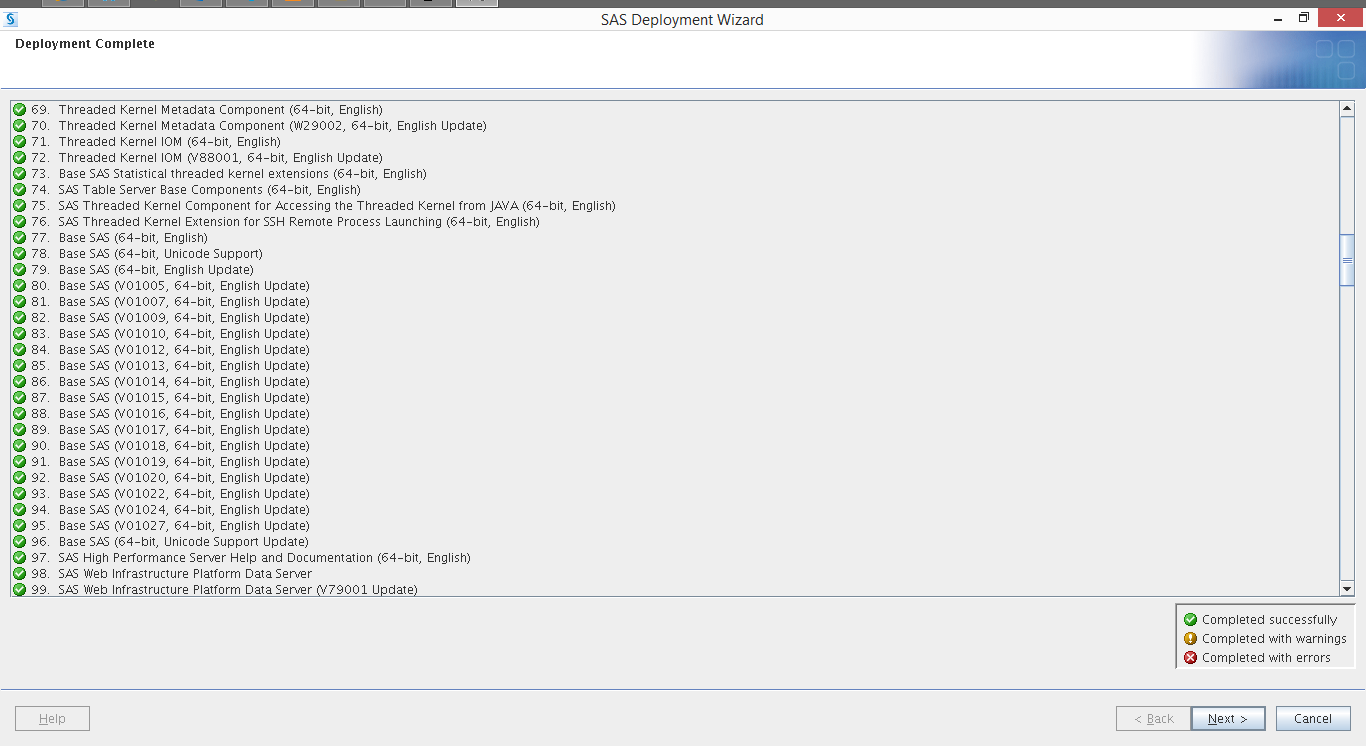 SAS Deployment Wizard
Deployment Complete
69. Threaded Kernel Metadata Component (64-bit, English)
70. Threaded Kernel Metadata Component (W29002, 64-bit, English Update)
71. Threaded Kernel IOM (64-bit, English)
72. Threaded Kernel IOM (V88001, 64-bit, English Update)
73. Base SAS Statistical threaded kernel extensions (64-bit, English)
74. SAS Table Server Base Components (64-bit, English)
75. SAS Threaded Kernel Component for Accessing the Threaded Kernel from JAVA (64-bit, English)
76. SAS Threaded Kernel Extension for SSH Remote Process Launching (64-bit, English)
77. Base SAS (64-bit, English)
78. Base SAS (64-bit, Unicode Support)
79. Base SAS (64-bit, English Update)
80. Base SAS (V01005, 64-bit, English Update)
81. Base SAS (V01007, 64-bit, English Update)
82. Base SAS (V01009, 64-bit, English Update)
83. Base SAS (V01010, 64-bit, English Update)
84. Base SAS (V01012, 64-bit, English Update)
85. Base SAS (V01013, 64-bit, English Update)
86. Base SAS (V01014, 64-bit, English Update)
87. Base SAS (V01015, 64-bit, English Update)
88. Base SAS (V01016, 64-bit, English Update)
89. Base SAS (V01017, 64-bit, English Update)
90. Base SAS (V01018, 64-bit, English Update)
91. Base SAS (V01019, 64-bit, English Update)
92. Base SAS (V01020, 64-bit, English Update)
93. Base SAS (V01022, 64-bit, English Update)
94. Base SAS (V01024, 64-bit, English Update)
95. Base SAS (V01027, 64-bit, English Update)
96. Base SAS (64-bit, Unicode Support Update)
97. SAS High Performance Server Help and Documentation (64-bit, English)
98. SAS Web Infrastructure Platform Data Server
99. SAS Web Infrastructure Platform Data Server (V79001 Update)
Completed successfully
Completed with warnings
Completed with errors
Help
< Back
Next >
Cancel